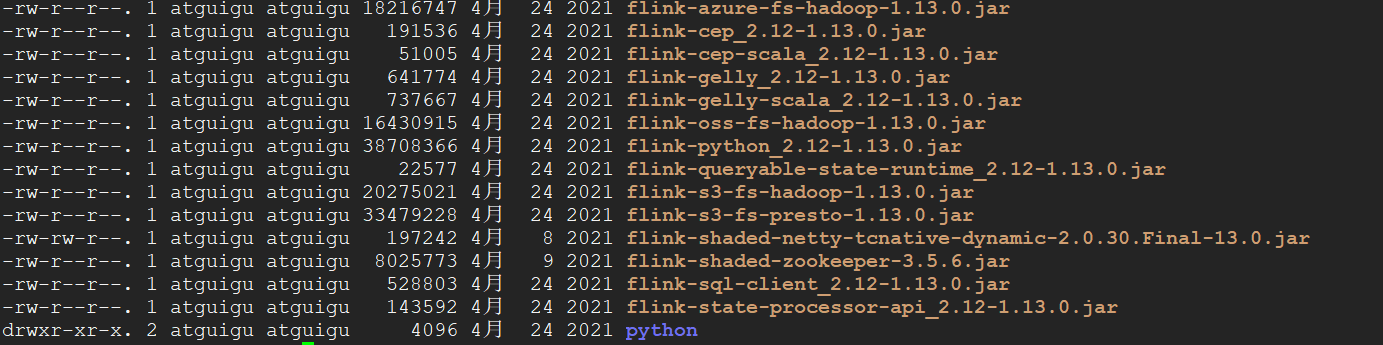 -rw-r--r--. 1 atguigu atguigu 18216747 4月 24 2021 flink-azure-fs-hadoop-1.13.0.jar
-rw-r--r--. 1 atguigu atguigu 191536 4月 24 2021 flink-cep_2.12-1.13.0.jar
-rw-r--r--. 1 atguigu atguigu 51005 4月 24 2021 flink-cep-scala_2.12-1.13.0.jar
-rw-r--r--. 1 atguigu atguigu 641774 4月 24 2021 flink-gelly_2.12-1.13.0.jar
-rw-r--r--. 1 atguigu atguigu 737667 4月 24 2021 flink-gelly-scala_2.12-1.13.0.jar
-rw-r--r--. 1 atguigu atguigu 16430915 4月 24 2021 flink-oss-fs-hadoop-1.13.0.jar
-rw-r--r--. 1 atguigu atguigu 38708366 4月 24 2021 flink-python_2.12-1.13.0.jar
-rw-r--r--. 1 atguigu atguigu 22577 4月 24 2021 flink-queryable-state-runtime_2.12-1.13.0.jar
-rw-r--r--. 1 atguigu atguigu 20275021 4月 24 2021 flink-s3-fs-hadoop-1.13.0.jar
-rw-r--r--. 1 atguigu atguigu 33479228 4月 24 2021 flink-s3-fs-presto-1.13.0.jar
-rw-rw-r--. 1 atguigu atguigu 197242 4月 8 2021 flink-shaded-netty-tcnative-dynamic-2.0.30.Final-13.0.jar
-rw-r--r--. 1 atguigu atguigu 8025773 4月 9 2021 flink-shaded-zookeeper-3.5.6.jar
-rw-r--r--. 1 atguigu atguigu 528803 4月 24 2021 flink-sql-client_2.12-1.13.0.jar
-rw-r--r--. 1 atguigu atguigu 143592 4月 24 2021 flink-state-processor-api_2.12-1.13.0.jar
drwxr-xr-x. 2 atguigu atguigu 4096 4月 24 2021 python